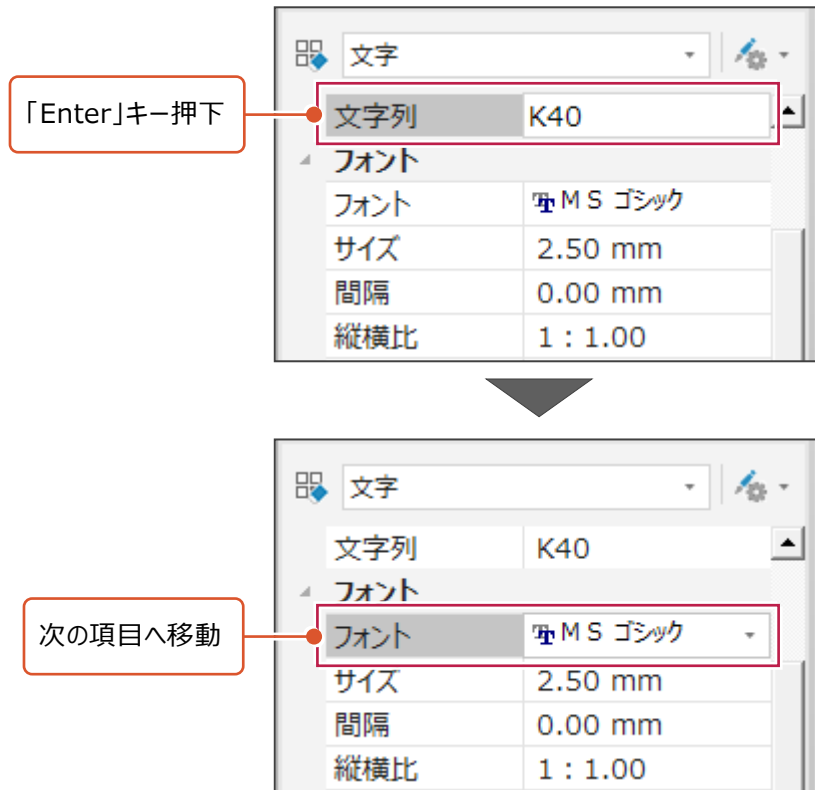 文字
「Enter」キー押下
文字列 K40
フォント
フォント MS ゴシック
サイズ 2.50 mm
間隔 0.00 mm
縦横比 1 : 1.00
文字
文字列 K40
フォント
次の項目へ移動
フォント MS ゴシック
サイズ 2.50 mm
間隔 0.00 mm
縦横比 1 : 1.00